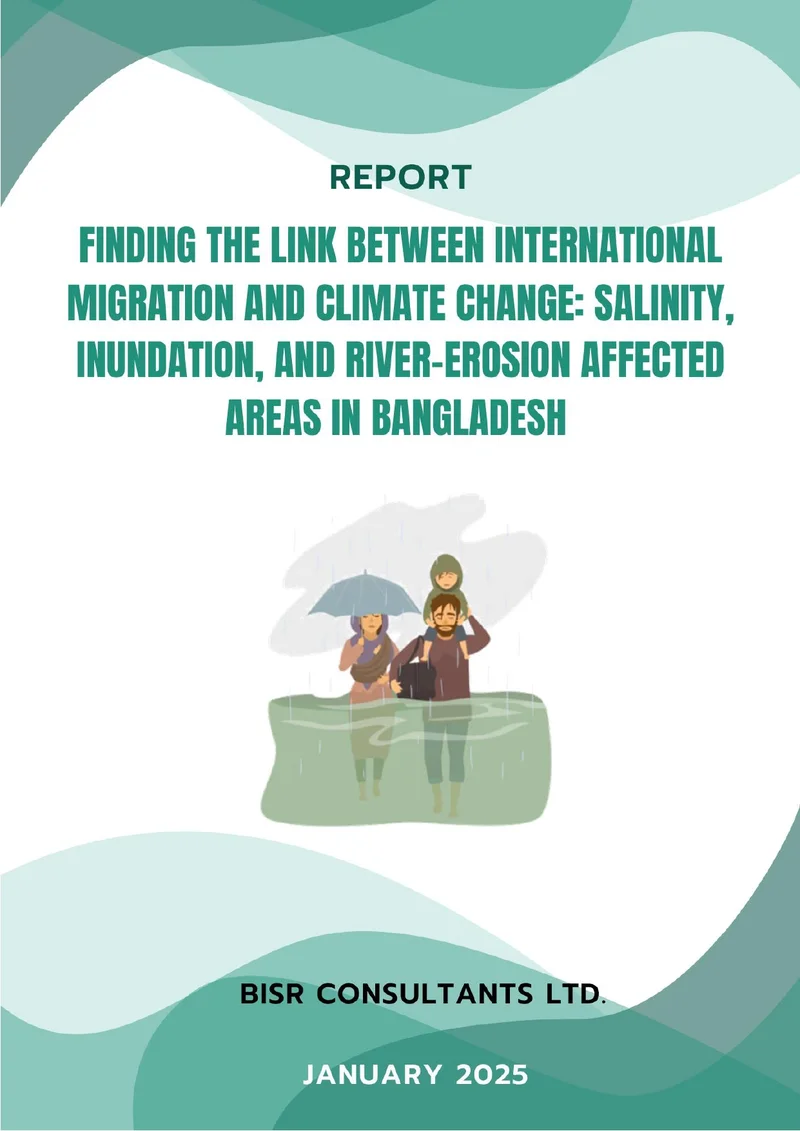 REPORT
FINDING THE LINK BETWEEN INTERNATIONAL
MIGRATION AND CLIMATE CHANGE: SALINITY,
INUNDATION, AND RIVER-EROSION AFFECTED
AREAS IN BANGLADESH
BISR CONSULTANTS LTD.
JANUARY 2025